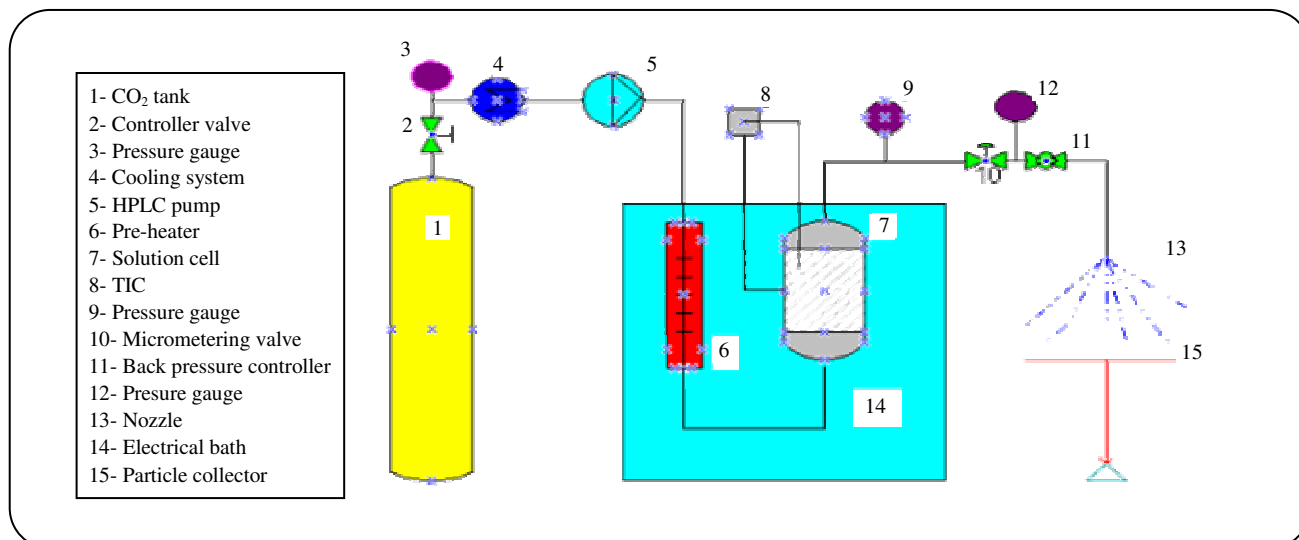 1- CO₂ tank
2- Controller valve
3- Pressure gauge
4- Cooling system
5- HPLC pump
6- Pre-heater
7- Solution cell
8- TIC
9- Pressure gauge
10- Micrometering valve
11- Back pressure controller
12- Presure gauge
13- Nozzle
14- Electrical bath
15- Particle collector
3
4
5
2
8
9
12
11
10
1
7
13
6
14
15